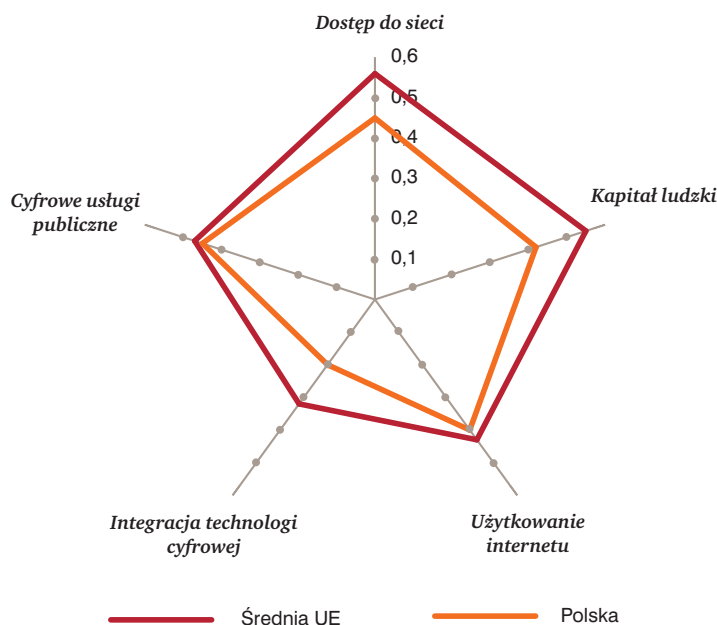 Dostęp do sieci
0,6
0,5
0,4
0,3
0,2
0,1
Kapitał ludzki
Cyfrowe usługi
publiczne
Integracja technologi
cyfrowej
Użytkowanie
internetu
Średnia UE
Polska